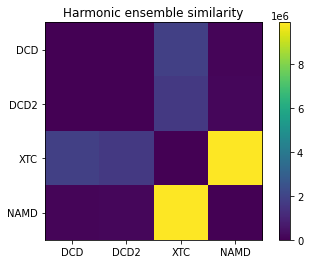 Harmonic ensemble similarity
1e6
DCD
DCD2
XTC
NAMD
DCD DCD2 XTC NAMD
8
6
4
2
0